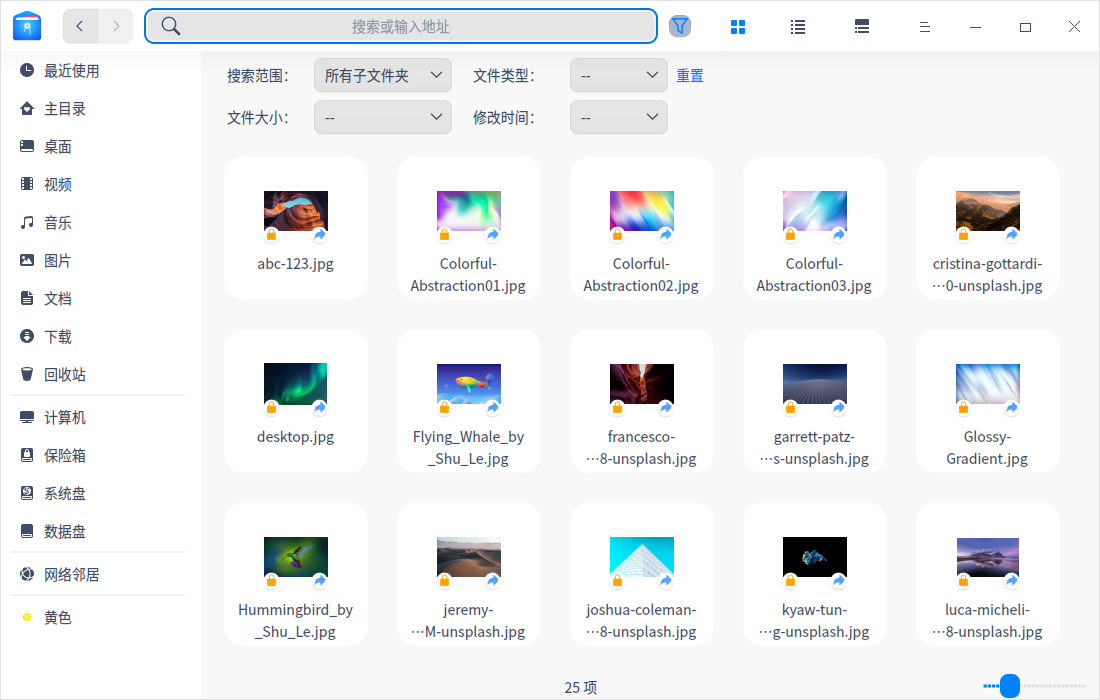 搜索或输入地址
最近使用
主目录
桌面
视频
音乐
图片
文档
下载
回收站
计算机
保险箱
系统盘
数据盘
网络邻居
黄色
搜索范围：
所有子文件夹
文件类型：
--
重置
文件大小：
--
修改时间：
--
abc-123.jpg
Colorful-
Abstraction01.jpg
Colorful-
Abstraction02.jpg
Colorful-
Abstraction03.jpg
cristina-gottardi-
···0-unsplash.jpg
desktop.jpg
Flying_Whale_by
_Shu_Le.jpg
francesco-
···8-unsplash.jpg
garrett-patz-
···s-unsplash.jpg
Glossy-
Gradient.jpg
Hummingbird_by
_Shu_Le.jpg
jeremy-
···M-unsplash.jpg
joshua-coleman-
···8-unsplash.jpg
kyaw-tun-
···g-unsplash.jpg
luca-micheli-
···8-unsplash.jpg
25 项